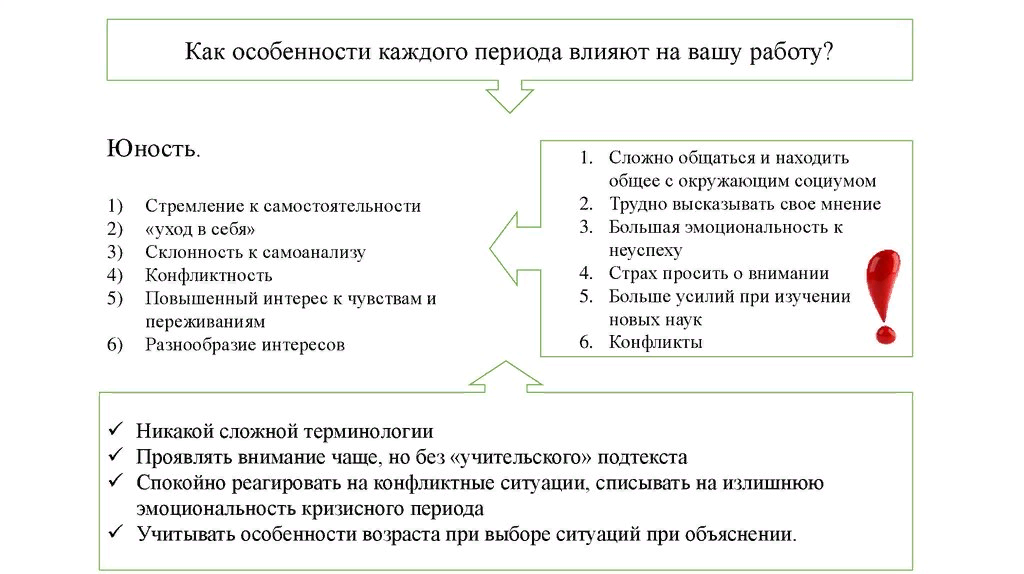 Как особенности каждого периода влияют на вашу работу?
Юность.
1) Стремление к самостоятельности
2) «уход в себя»
3) Склонность к самоанализу
4) Конфликтность
5) Повышенный интерес к чувствам и
переживаниям
6) Разнообразие интересов
1. Сложно общаться и находить
общее с окружающим социумом
2. Трудно высказывать свое мнение
3. Большая эмоциональность к
неуспеху
4. Страх просить о внимании
5. Больше усилий при изучении
новых наук
6. Конфликты
✓ Никакой сложной терминологии
✓ Проявлять внимание чаще, но без «учительского» подтекста
✓ Спокойно реагировать на конфликтные ситуации, списывать на излишнюю
эмоциональность кризисного периода
✓ Учитывать особенности возраста при выборе ситуаций при объяснении.